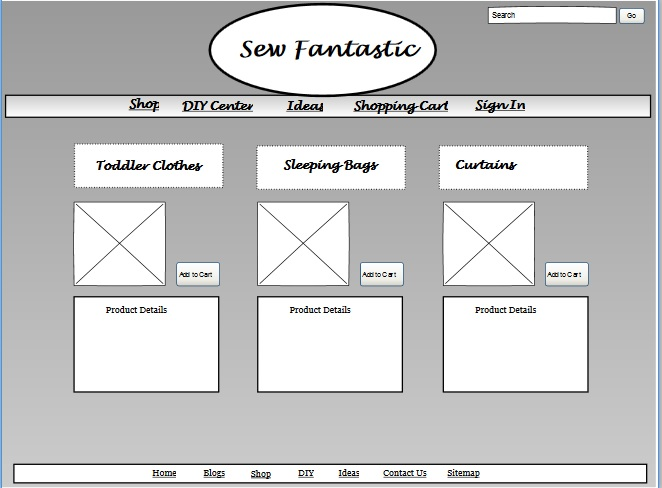 Search Go
Sew Fantastic
Shop DIY Center Ideas Shopping Cart Sign In
Toddler Clothes Sleeping Bags Curtains
Add to Cart Add to Cart Add to Cart
Product Details Product Details Product Details
Home Blogs Shop DIY Ideas Contact Us Sitemap